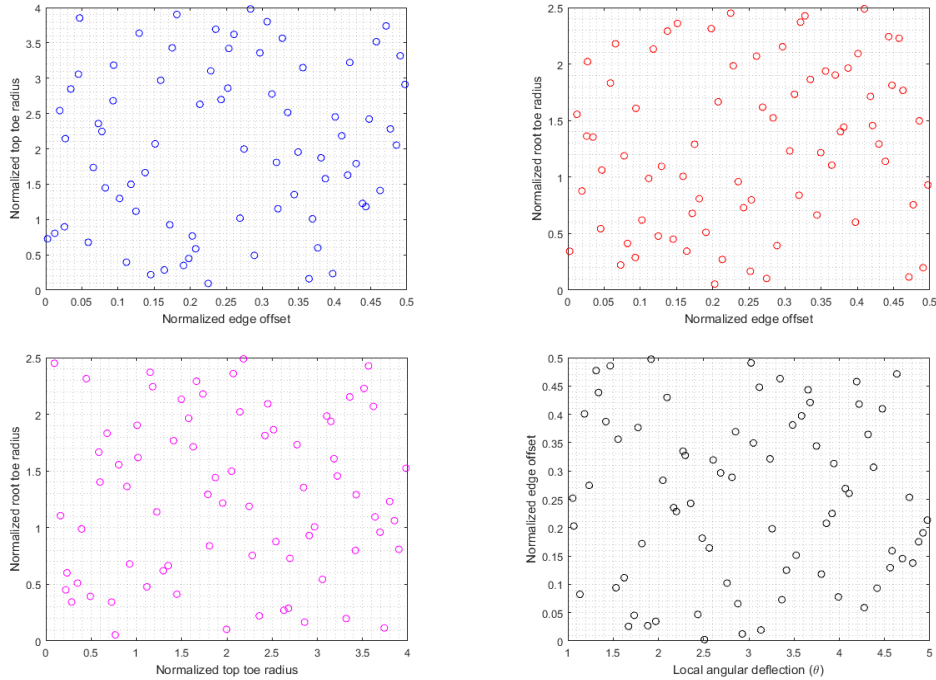 4
3.5
3
2.5
2
1.5
1
0.5
0
Normalized top toe radius
0 0.05 0.1 0.15 0.2 0.25 0.3 0.35 0.4 0.45 0.5
Normalized edge offset
2.5
2
1.5
1
0.5
0
Normalized root toe radius
0 0.05 0.1 0.15 0.2 0.25 0.3 0.35 0.4 0.45 0.5
Normalized edge offset
2.5
2
1.5
1
0.5
0
Normalized root toe radius
0 0.5 1 1.5 2 2.5 3 3.5 4
Normalized top toe radius
0.5
0.45
0.4
0.35
0.3
0.25
0.2
0.15
0.1
0.05
0
Normalized edge offset
1 1.5 2 2.5 3 3.5 4 4.5 5
Local angular deflection (θ)